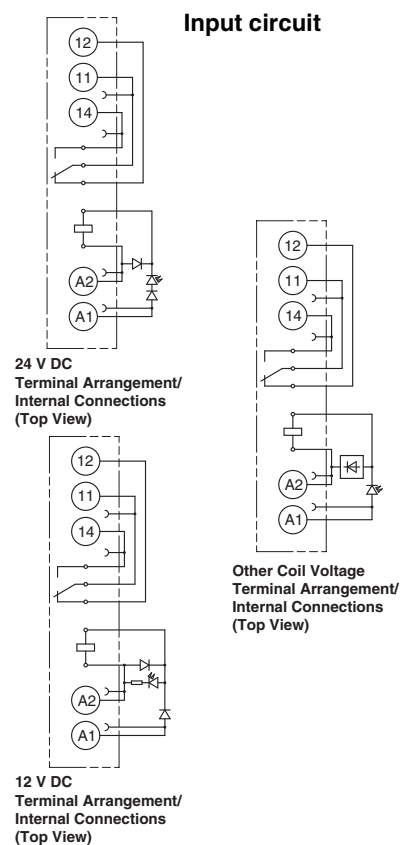 Input circuit
12
11
14
A2
A1
24 V DC
Terminal Arrangement/
Internal Connections
(Top View)
12
11
14
A2
A1
Other Coil Voltage
Terminal Arrangement/
Internal Connections
(Top View)
12
11
14
A2
A1
12 V DC
Terminal Arrangement/
Internal Connections
(Top View)